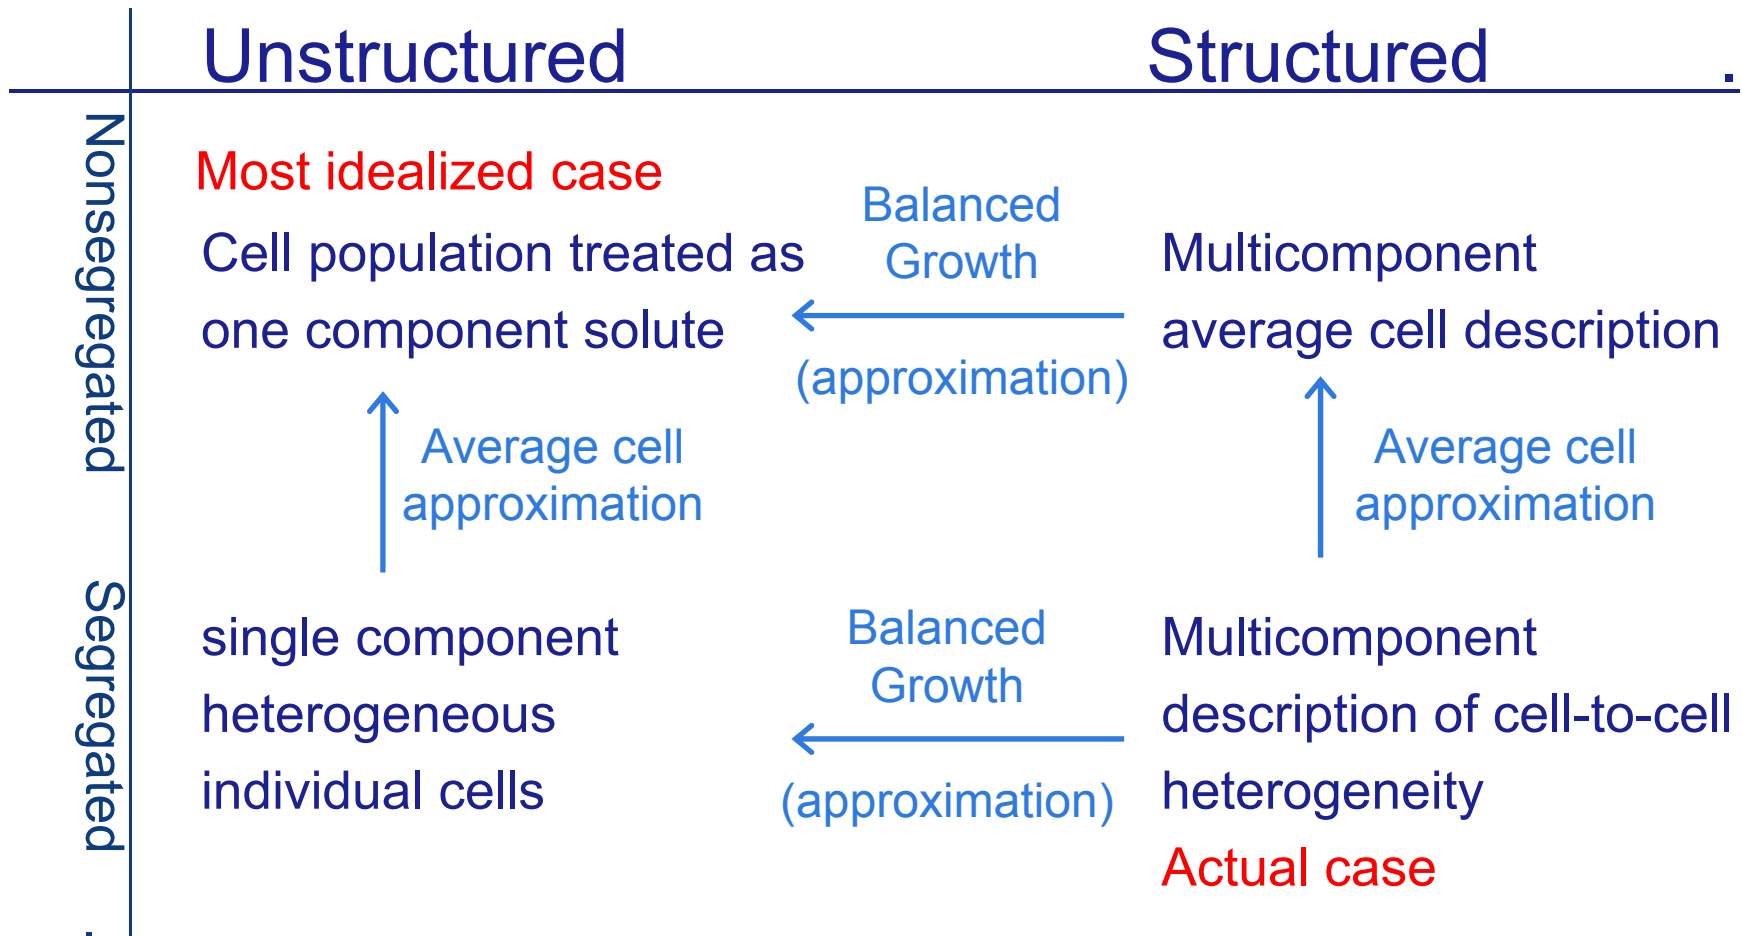 Unstructured
Structured .
Nonsegregated
Most idealized case
Cell population treated as
one component solute
Balanced
Growth
(approximation)
Multicomponent
average cell description
Average cell
approximation
Average cell
approximation
Segregated .
single component
heterogeneous
individual cells
Balanced
Growth
(approximation)
Multicomponent
description of cell-to-cell
heterogeneity
Actual case